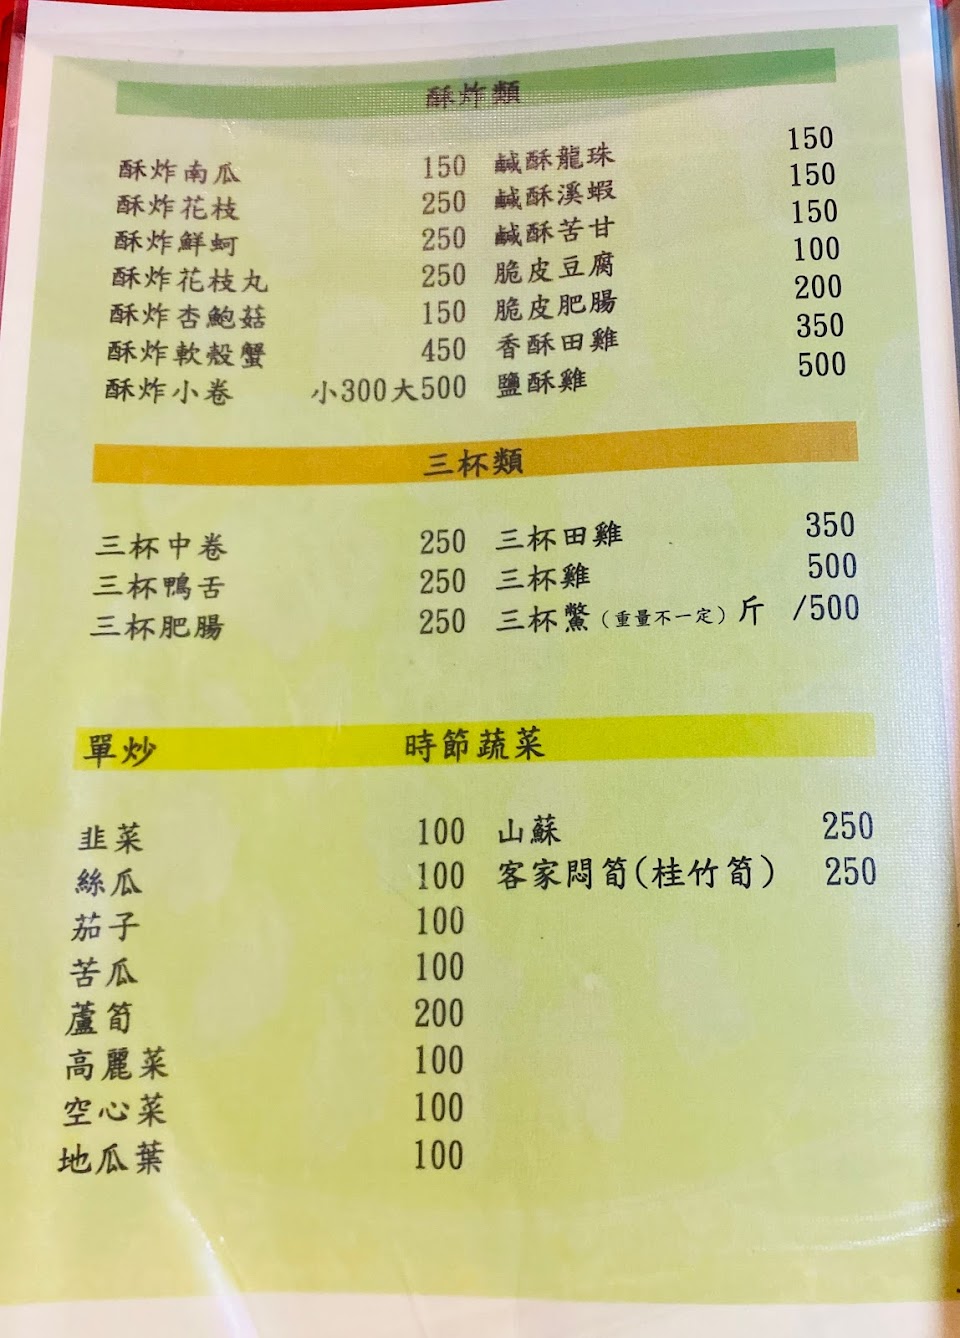 酥炸類
酥炸南瓜 150 鹹酥龍珠 150
酥炸花枝 250 鹹酥溪蝦 150
酥炸鮮蚵 250 鹹酥苦甘 150
酥炸花枝丸 250 脆皮豆腐 100
酥炸杏鮑菇 150 脆皮肥腸 200
酥炸軟殼蟹 450 香酥田雞 350
酥炸小卷 小300大500 鹽酥雞 500
三杯類
三杯中卷 250 三杯田雞 350
三杯鴨舌 250 三杯雞 500
三杯肥腸 250 三杯鱉(重量不一定)斤 /500
單炒 時節蔬菜
韭菜 100 山蘇 250
絲瓜 100 客家悶筍(桂竹筍) 250
茄子 100
苦瓜 100
蘆筍 200
高麗菜 100
空心菜 100
地瓜葉 100